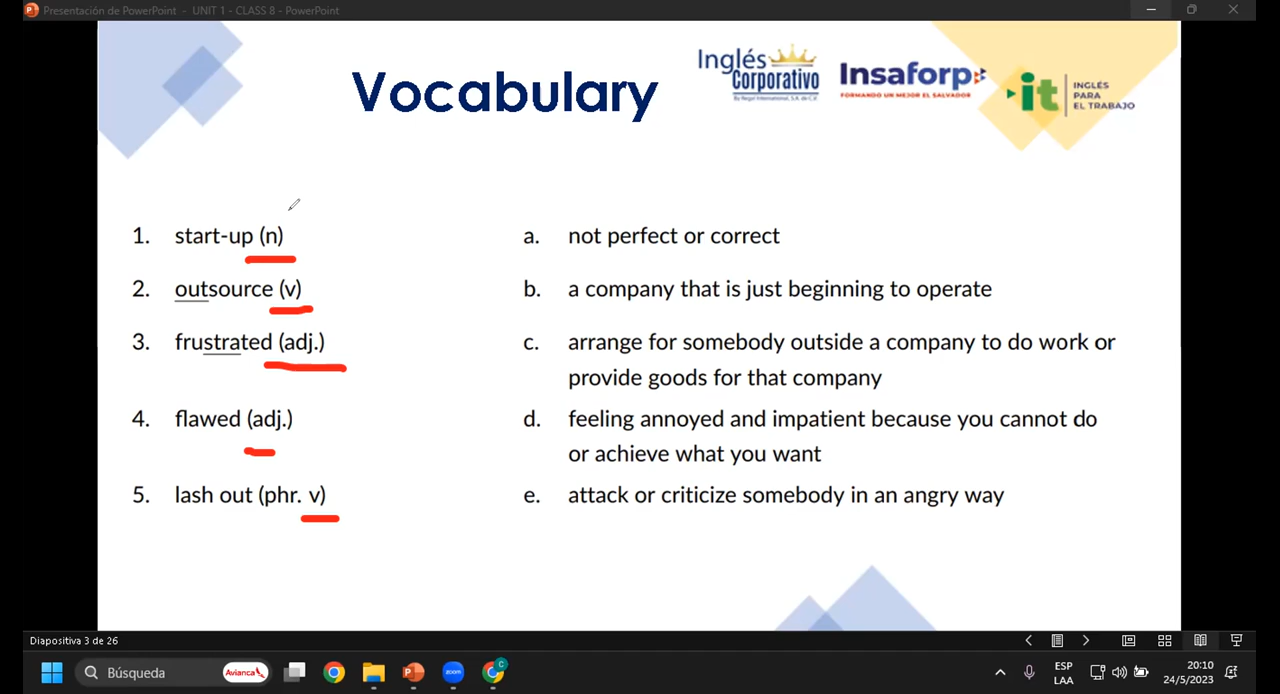 Presentación de PowerPoint - UNIT 1 - CLASS 8 - PowerPoint
Vocabulary
Inglés
Corporativo
By Regal International, S.A. de C.V.
Insaforp
FORMANDO UN MEJOR EL SALVADOR
it
INGLÉS
PARA
EL TRABAJO
1. start-up (n)
a. not perfect or correct
2. outsource (v)
b. a company that is just beginning to operate
3. frustrated (adj.)
c. arrange for somebody outside a company to do work or
provide goods for that company
4. flawed (adj.)
d. feeling annoyed and impatient because you cannot do
or achieve what you want
5. lash out (phr. v)
e. attack or criticize somebody in an angry way
Diapositiva 3 de 26
Búsqueda
Avianca
zoom
C
ESP
LAA
20:10
24/5/2023